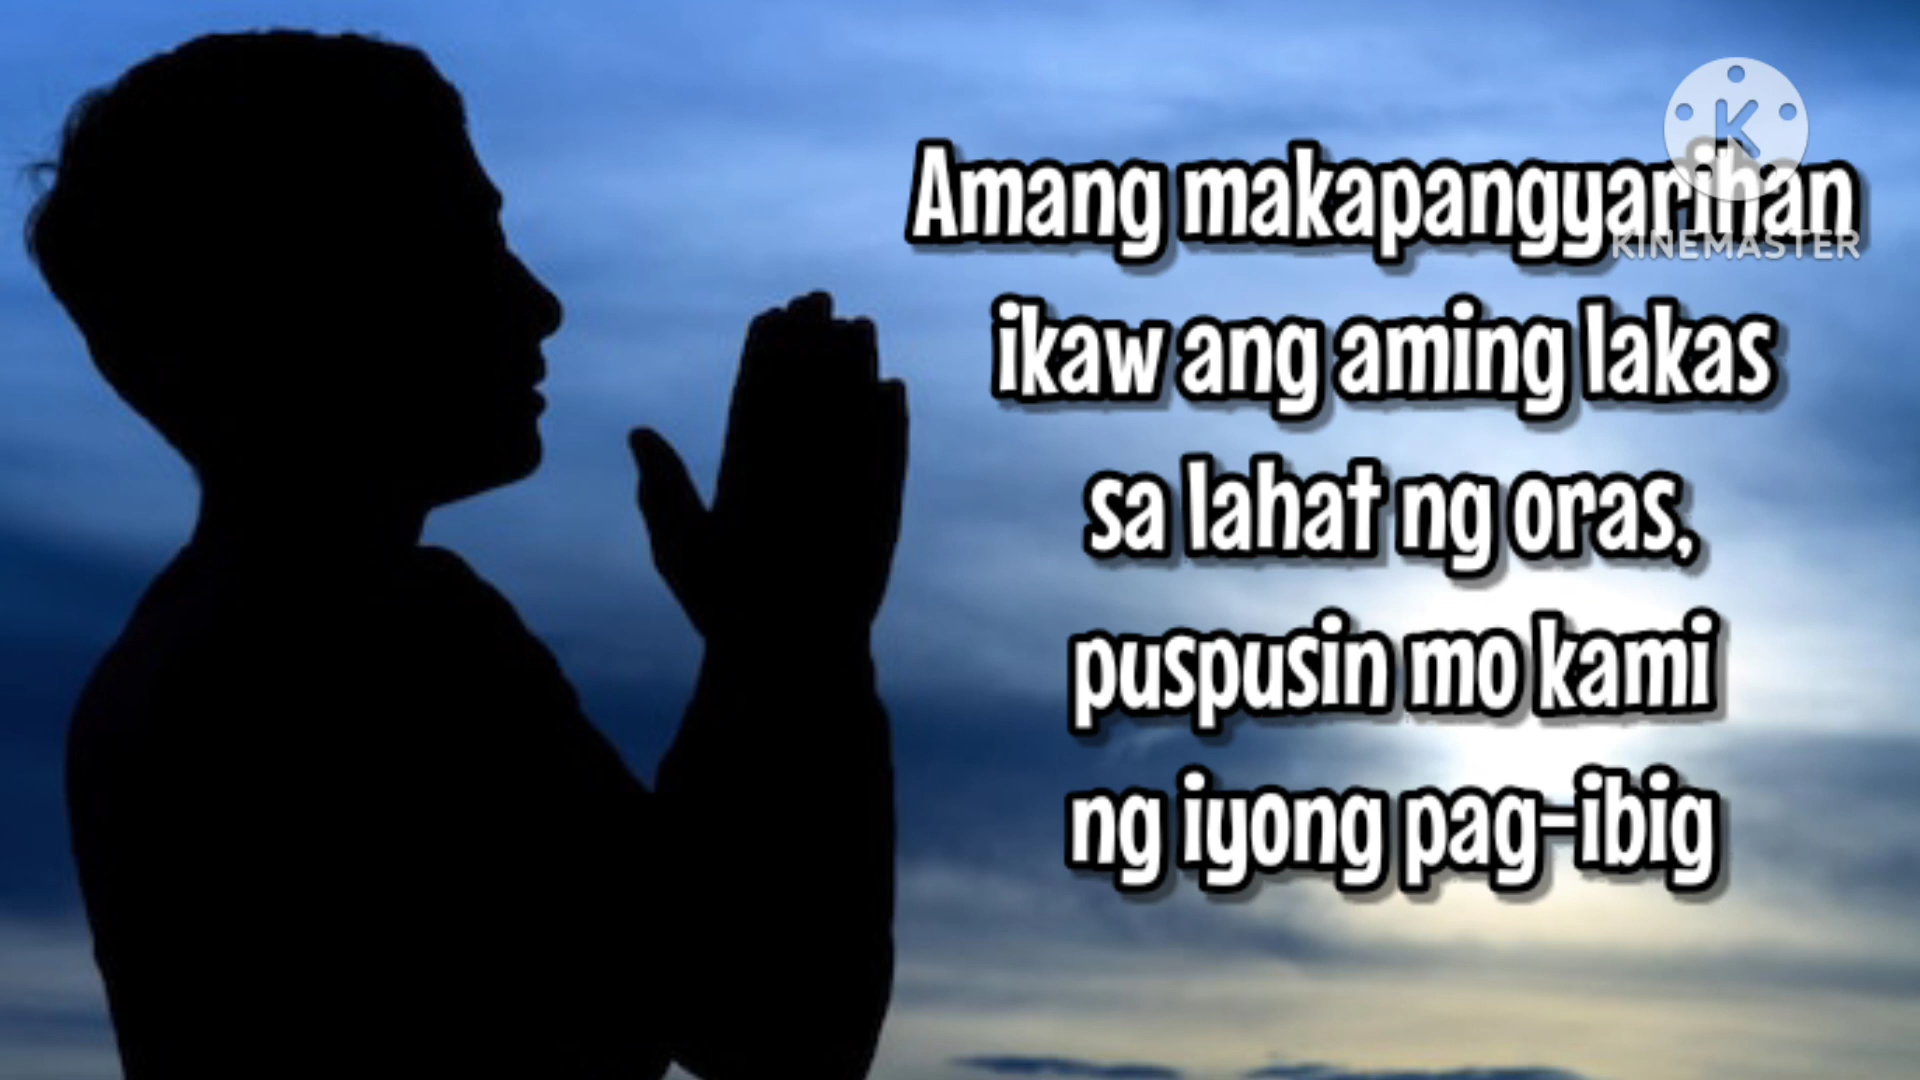 Amang makapangyarihan
KINEMASTER
ikaw ang aming lakas
sa lahat ng oras,
puspusin mo kami
ng iyong pag-ibig